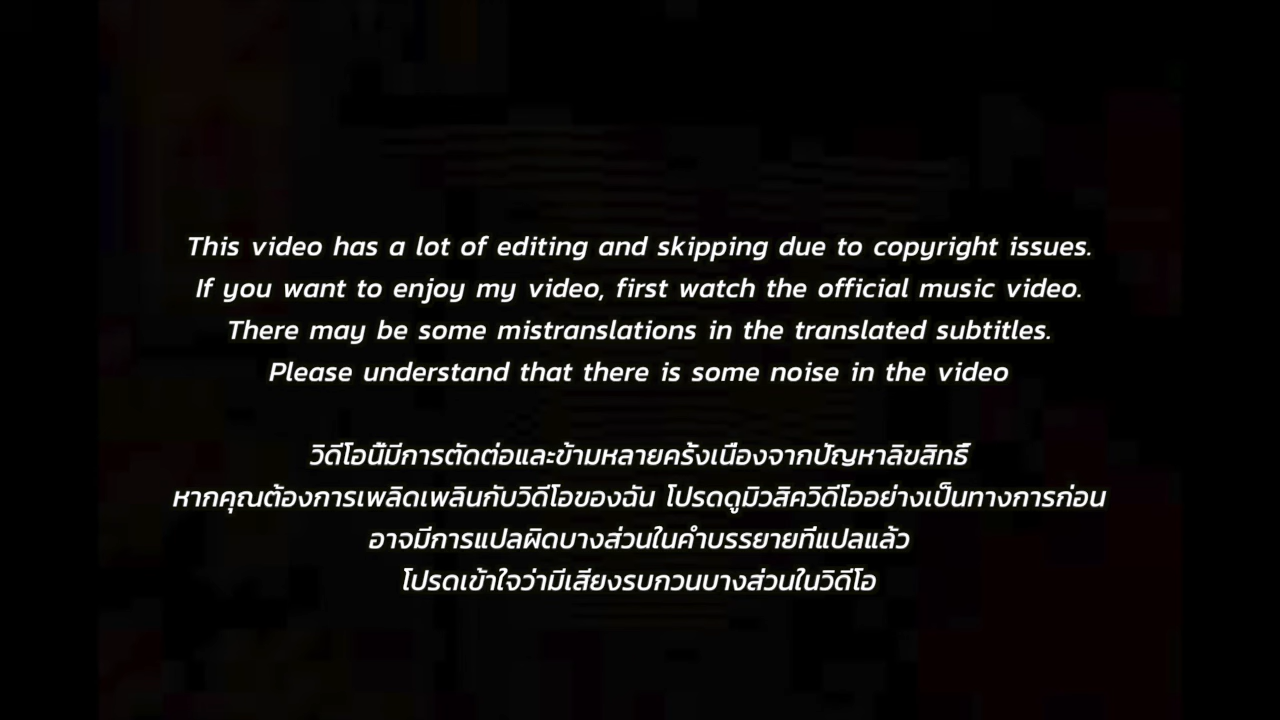 This video has a lot of editing and skipping due to copyright issues.
If you want to enjoy my video, first watch the official music video.
There may be some mistranslations in the translated subtitles.
Please understand that there is some noise in the video
วิดีโอนี้มีการตัดต่อและข้ามหลายครั้งเนื่องจากปัญหาลิขสิทธิ์
หากคุณต้องการเพลิดเพลินกับวิดีโอของฉัน โปรดดูมิวสิควิดีโออย่างเป็นทางการก่อน
อาจมีการแปลผิดบางส่วนในคำบรรยายที่แปลแล้ว
โปรดเข้าใจว่ามีเสียงรบกวนบางส่วนในวิดีโอ